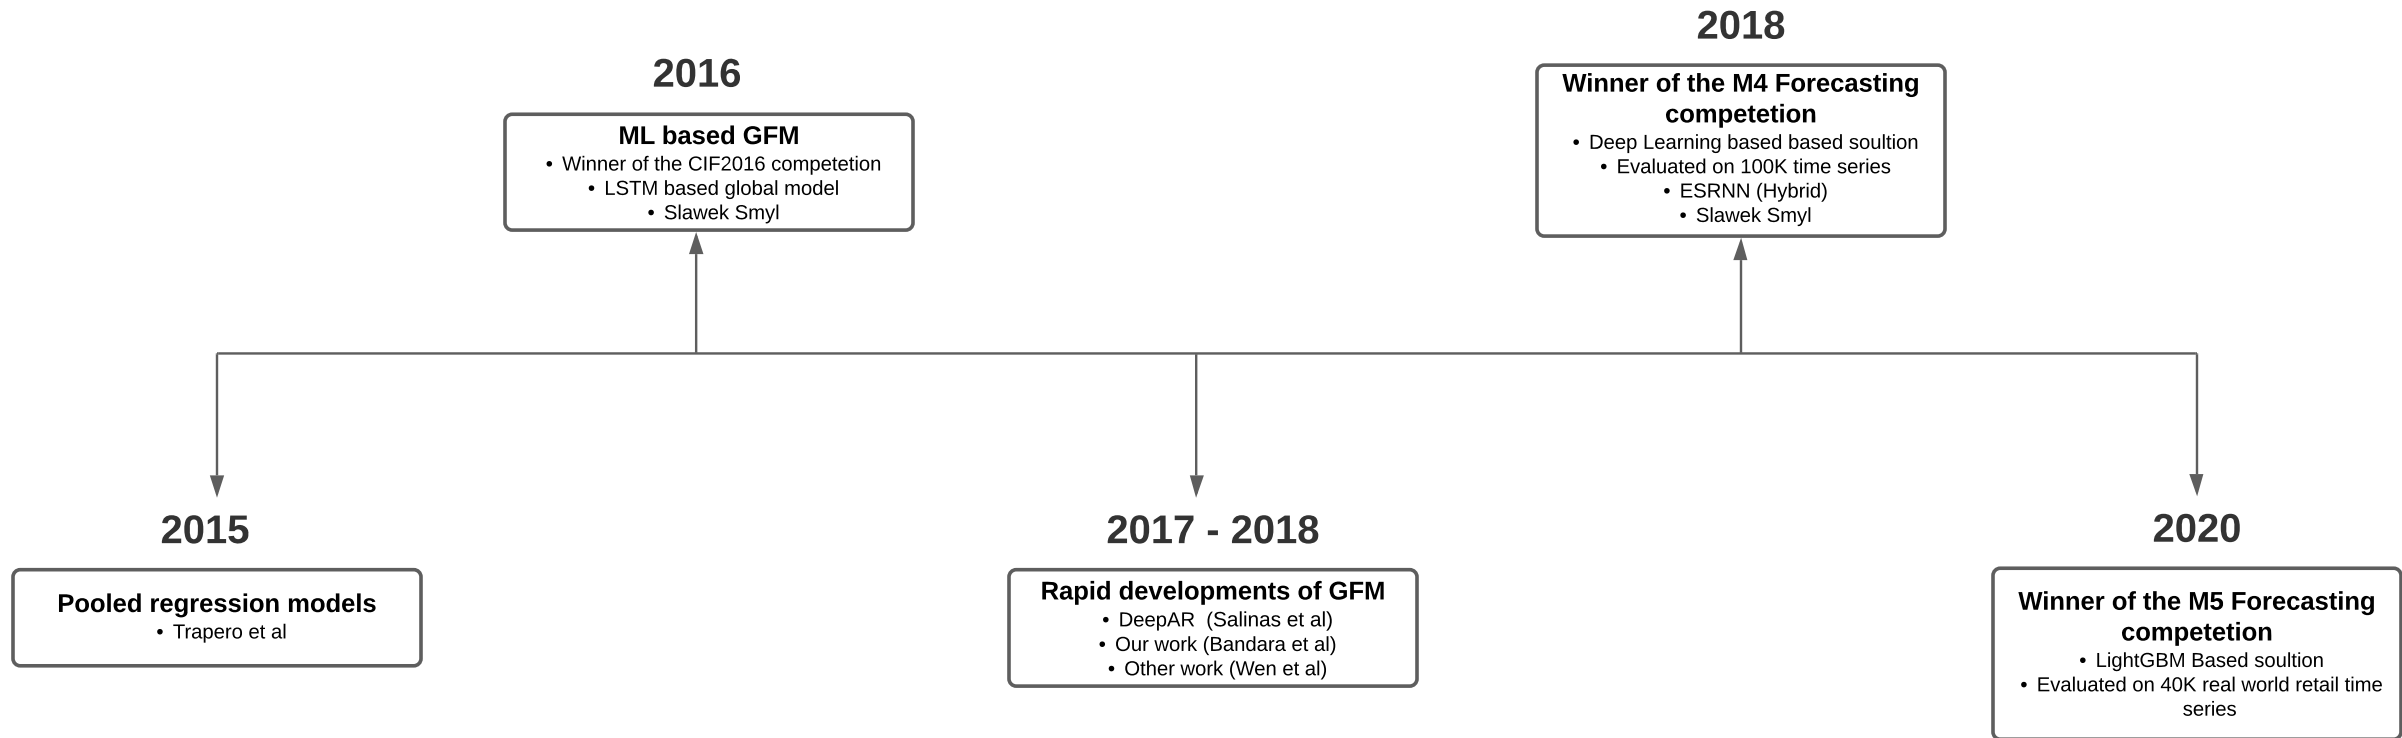 2016
ML based GFM
• Winner of the CIF2016 competetion
• LSTM based global model
• Slawek Smyl
2018
Winner of the M4 Forecasting
competetion
• Deep Learning based based soultion
• Evaluated on 100K time series
• ESRNN (Hybrid)
• Slawek Smyl
2015
Pooled regression models
• Trapero et al
2017 - 2018
Rapid developments of GFM
• DeepAR  (Salinas et al)
• Our work (Bandara et al)
• Other work (Wen et al)
2020
Winner of the M5 Forecasting
competetion
• LightGBM Based soultion
• Evaluated on 40K real world retail time
series